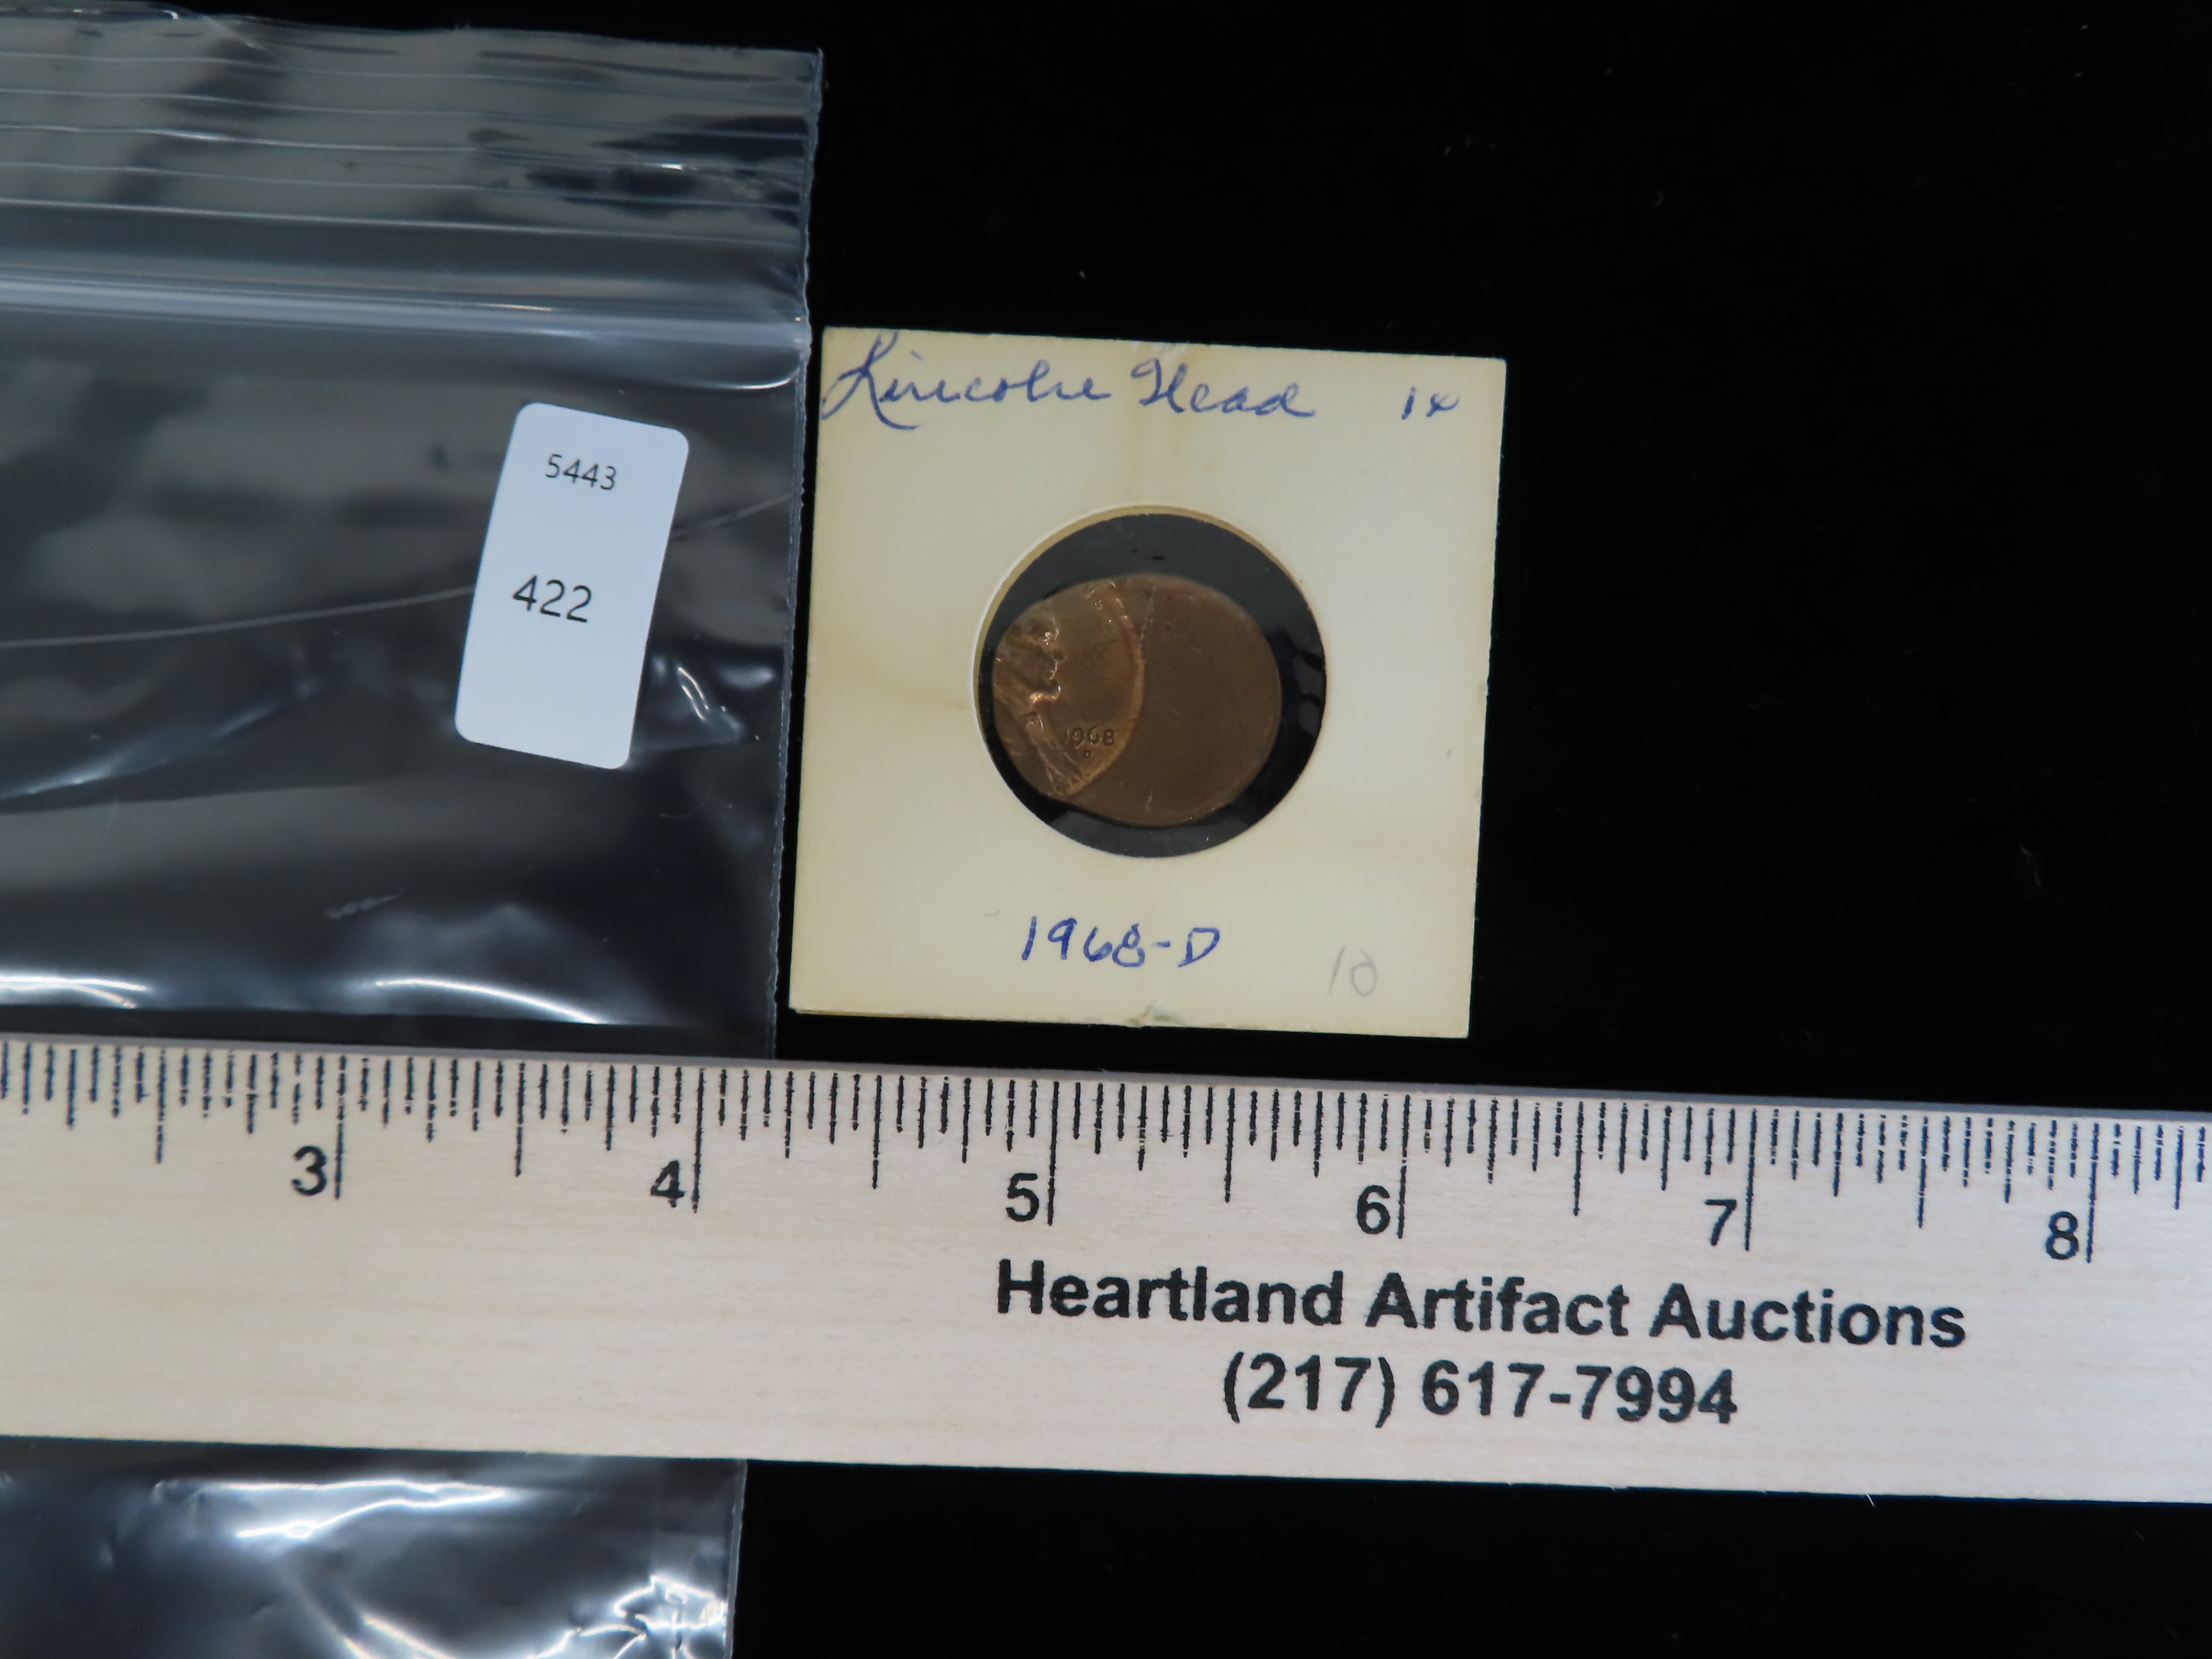 Lincoln Head 1¢
5443
422
1968
D
1968-D
10
3 4 5 6 7 8
Heartland Artifact Auctions
(217) 617-7994